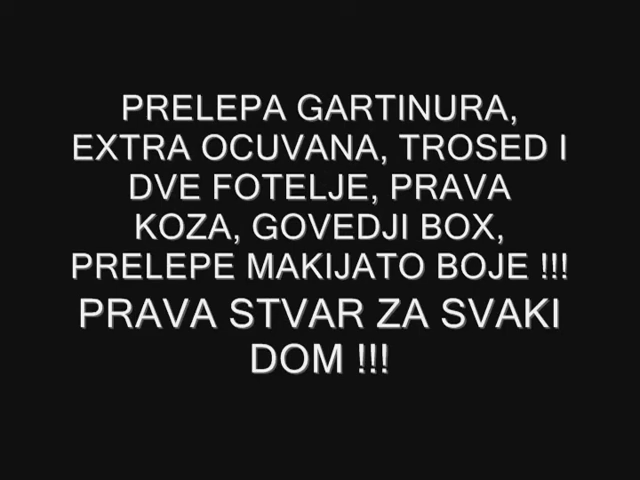 PRELEPA GARTINURA,
EXTRA OCUVANA, TROSED I
DVE FOTELJE, PRAVA
KOZA, GOVEDJI BOX,
PRELEPE MAKIJATO BOJE !!!
PRAVA STVAR ZA SVAKI
DOM !!!